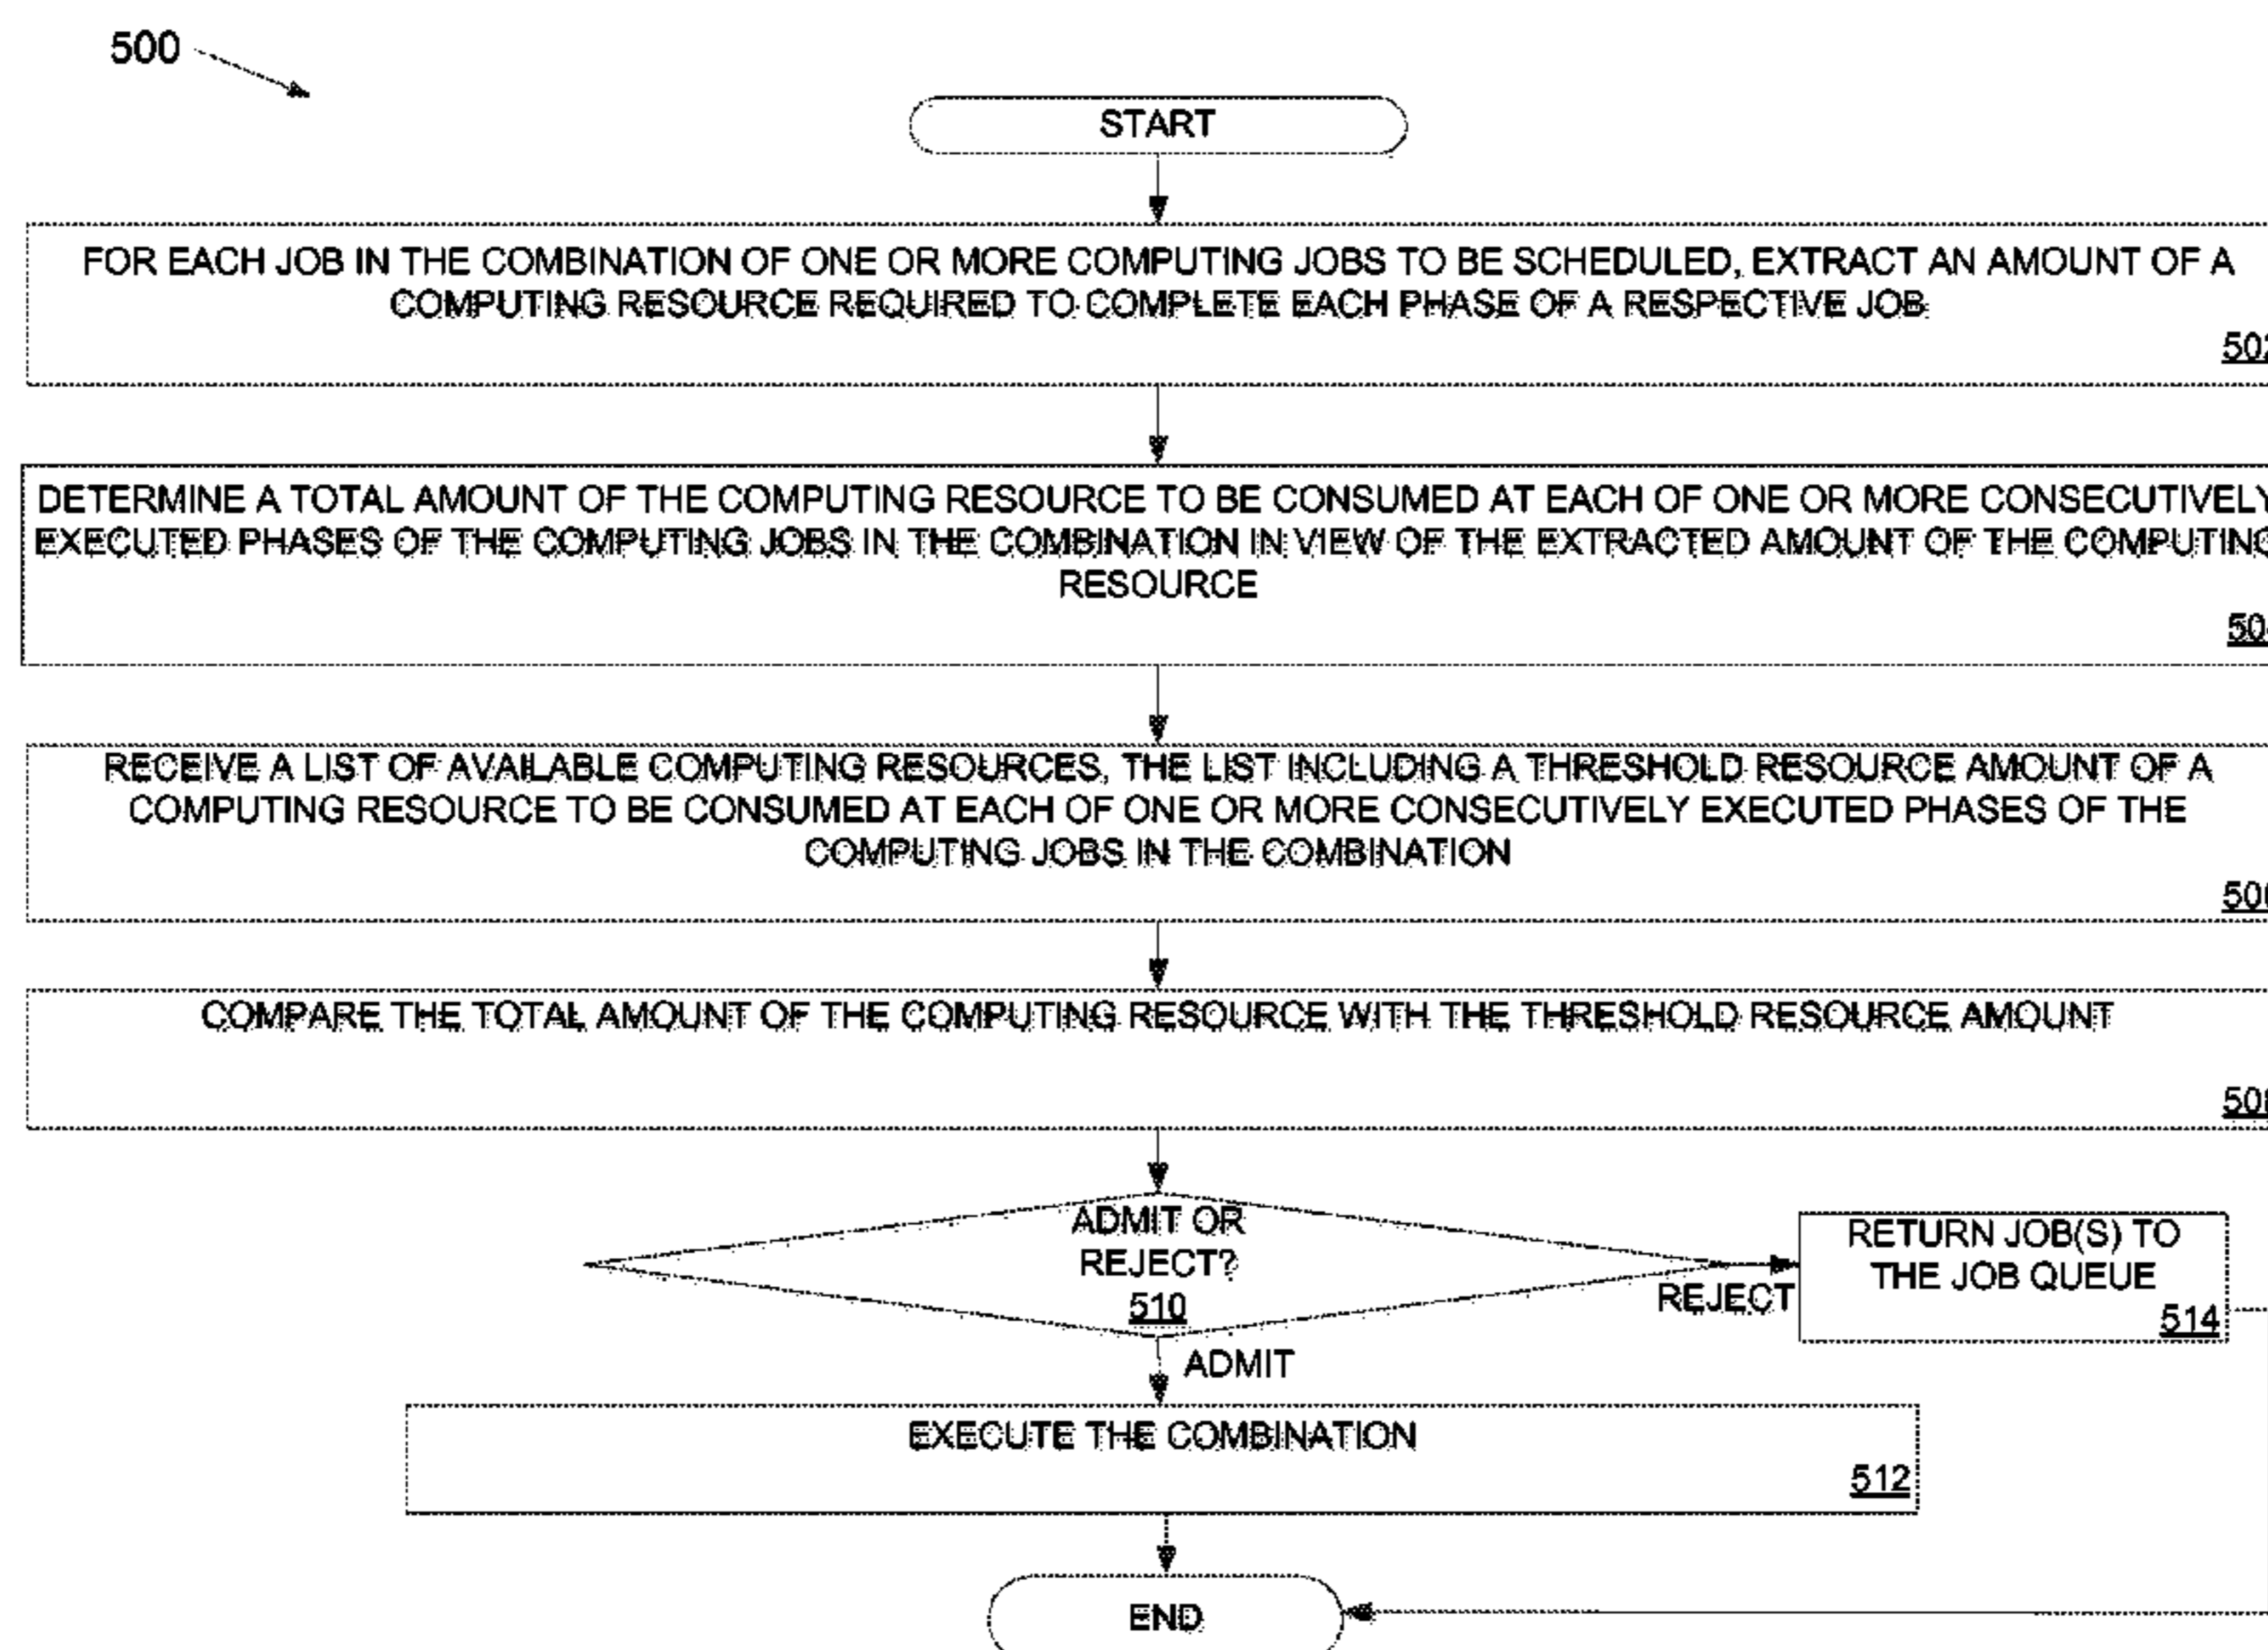 500
START
FOR EACH JOB IN THE COMBINATION OF ONE OR MORE COMPUTING JOBS TO BE SCHEDULED, EXTRACT AN AMOUNT OF A
COMPUTING RESOURCE REQUIRED TO COMPLETE EACH PHASE OF A RESPECTIVE JOB
502
DETERMINE A TOTAL AMOUNT OF THE COMPUTING RESOURCE TO BE CONSUMED AT EACH OF ONE OR MORE CONSECUTIVELY
EXECUTED PHASES OF THE COMPUTING JOBS IN THE COMBINATION IN VIEW OF THE EXTRACTED AMOUNT OF THE COMPUTING
RESOURCE
504
RECEIVE A LIST OF AVAILABLE COMPUTING RESOURCES, THE LIST INCLUDING A THRESHOLD RESOURCE AMOUNT OF A
COMPUTING RESOURCE TO BE CONSUMED AT EACH OF ONE OR MORE CONSECUTIVELY EXECUTED PHASES OF THE
COMPUTING JOBS IN THE COMBINATION
506
COMPARE THE TOTAL AMOUNT OF THE COMPUTING RESOURCE WITH THE THRESHOLD RESOURCE AMOUNT
508
ADMIT OR
REJECT?
510
REJECT
RETURN JOB(S) TO
THE JOB QUEUE
514
ADMIT
EXECUTE THE COMBINATION
512
END